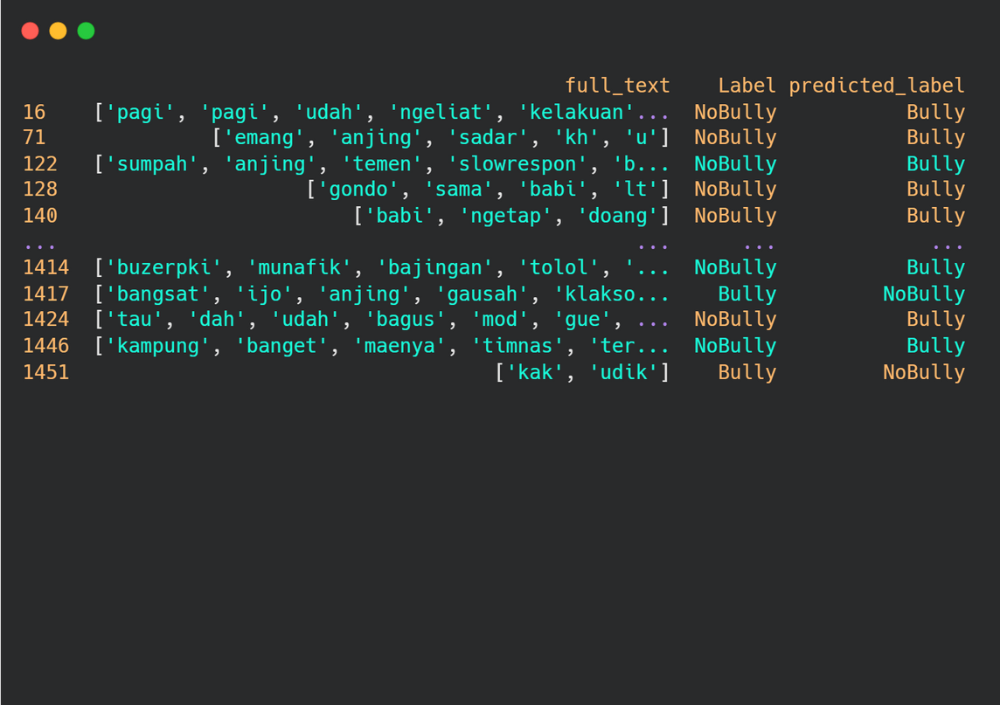 full_text Label predicted_label
16 ['pagi', 'pagi', 'udah', 'ngeliat', 'kelakuan'... NoBully Bully
71 ['emang', 'anjing', 'sadar', 'kh', 'u'] NoBully Bully
122 ['sumpah', 'anjing', 'temen', 'slowrespon', 'b... NoBully Bully
128 ['gondo', 'sama', 'babi', 'lt'] NoBully Bully
140 ['babi', 'ngetap', 'doang'] NoBully Bully
... ... ... ...
1414 ['buzerpki', 'munafik', 'bajingan', 'tolol', '... NoBully Bully
1417 ['bangsat', 'ijo', 'anjing', 'gausah', 'klakso... Bully NoBully
1424 ['tau', 'dah', 'udah', 'bagus', 'mod', 'gue', ... NoBully Bully
1446 ['kampung', 'banget', 'maenya', 'timnas', 'ter... NoBully Bully
1451 ['kak', 'udik'] Bully NoBully